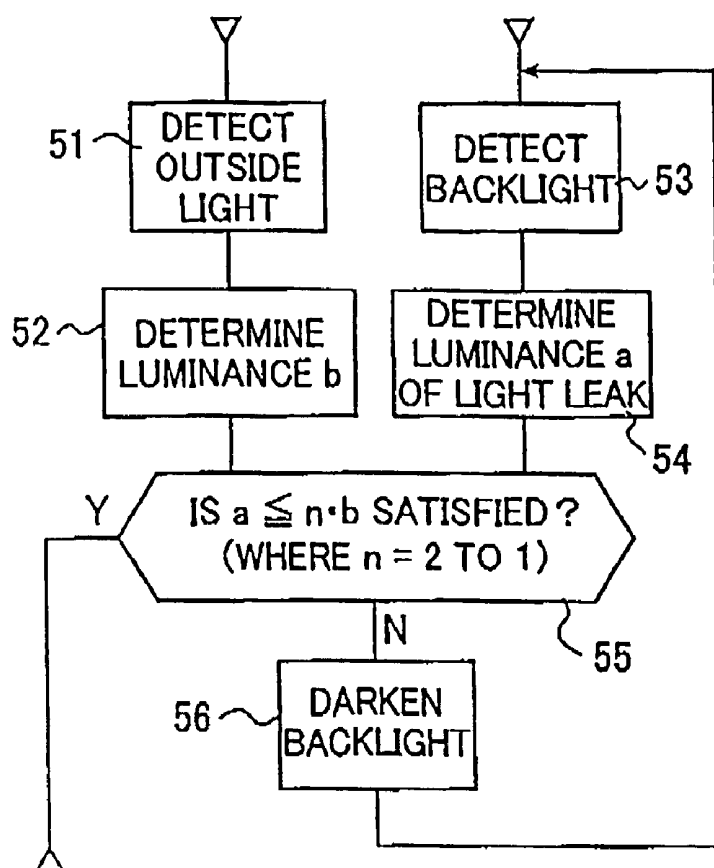 51
DETECT
OUTSIDE
LIGHT
DETECT
BACKLIGHT
53
52
DETERMINE
LUMINANCE b
DETERMINE
LUMINANCE a
OF LIGHT LEAK
54
Y
IS a ≦ n·b SATISFIED?
(WHERE n = 2 TO 1)
N
55
56
DARKEN
BACKLIGHT